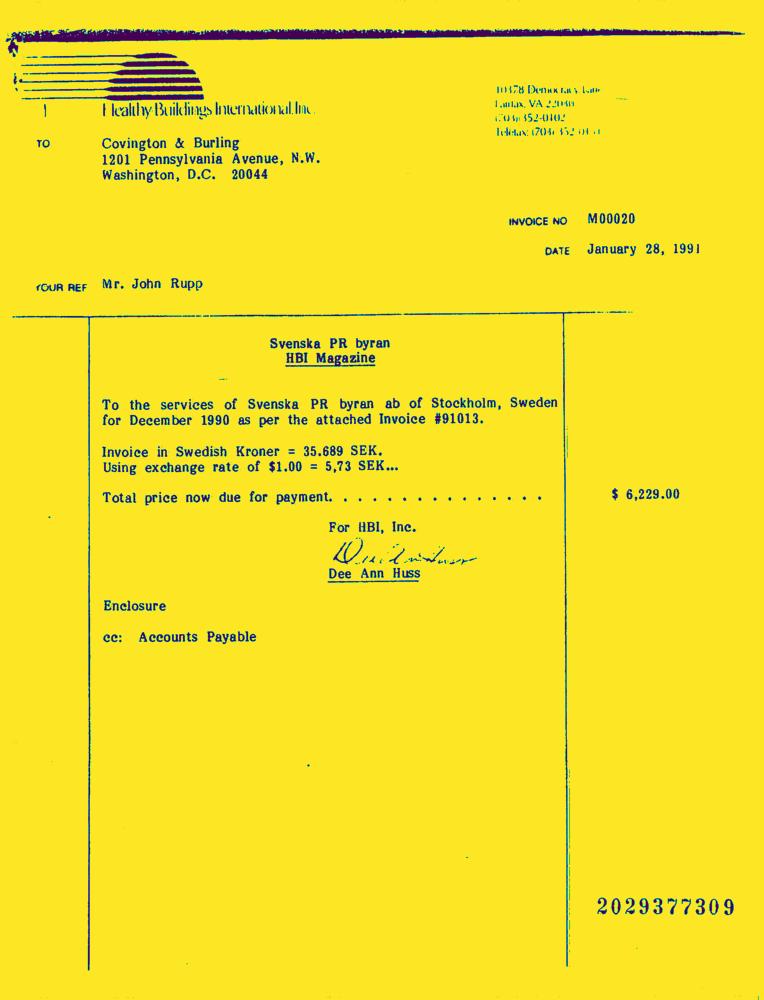 Healthy Buildings International, Inc.
10378 Democracy Lane
Fairfax, VA 22030
(703) 352-0102
Telefax: (703)
TO
Covington & Burling
1201 Pennsylvania Avenue, N.W.
Washington, D.C. 20044
INVOICE NO M00020
DATE January 28, 1991
YOUR REF Mr. John Rupp
Svenska PR byran
HBI Magazine
To the services of Svenska PR byran ab of Stockholm, Sweden
for December 1990 as per the attached Invoice #91013.
Invoice in Swedish Kroner = 35.689 SEK.
Using exchange rate of $1.00 = 5,73 SEK...
Total price now due for payment. . . . . . . . . . . . . . . $ 6,229.00
For HBI, Inc.
Dee Ann Huss
Enclosure
cc: Accounts Payable
2029377309